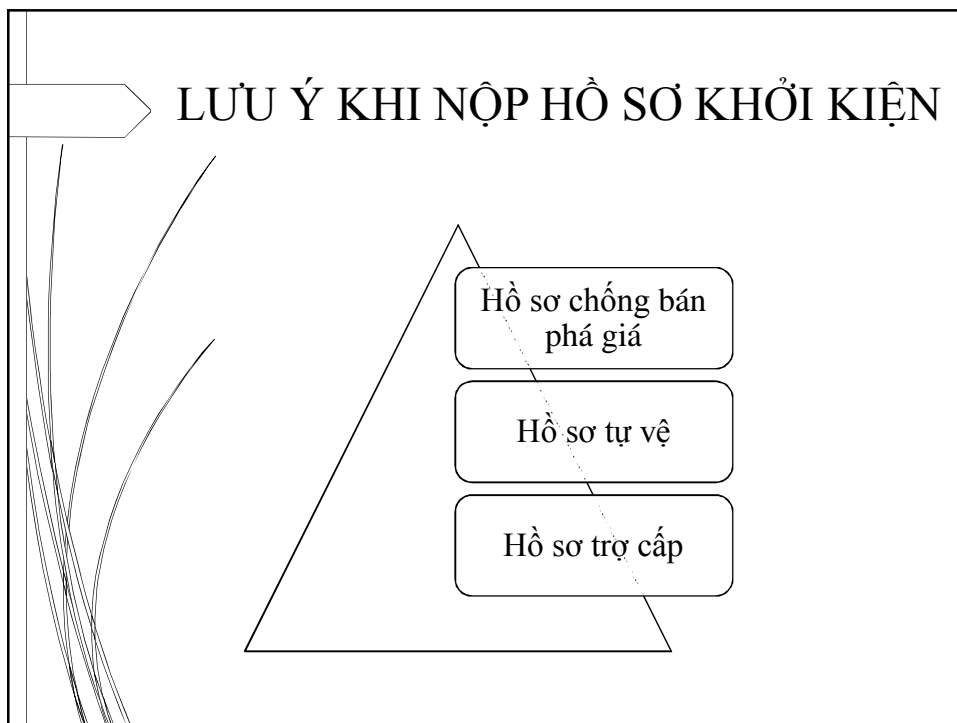 LƯU Ý KHI NỘP HỒ SƠ KHỞI KIỆN
Hồ sơ chống bán
phá giá
Hồ sơ tự vệ
Hồ sơ trợ cấp